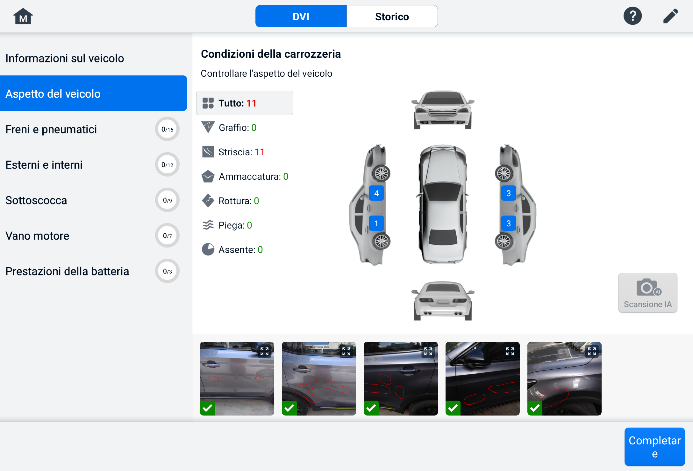 M
DVI
Storico
?
Informazioni sul veicolo
Aspetto del veicolo
Freni e pneumatici
0/15
Esterni e interni
0/12
Sottoscocca
0/9
Vano motore
0/7
Prestazioni della batteria
0/3
Condizioni della carrozzeria
Controllare l'aspetto del veicolo
Tutto: 11
Graffio: 0
Striscia: 11
Ammaccatura: 0
Rottura: 0
Piega: 0
Assente: 0
4
1
3
3
Scansione IA
Completar
e